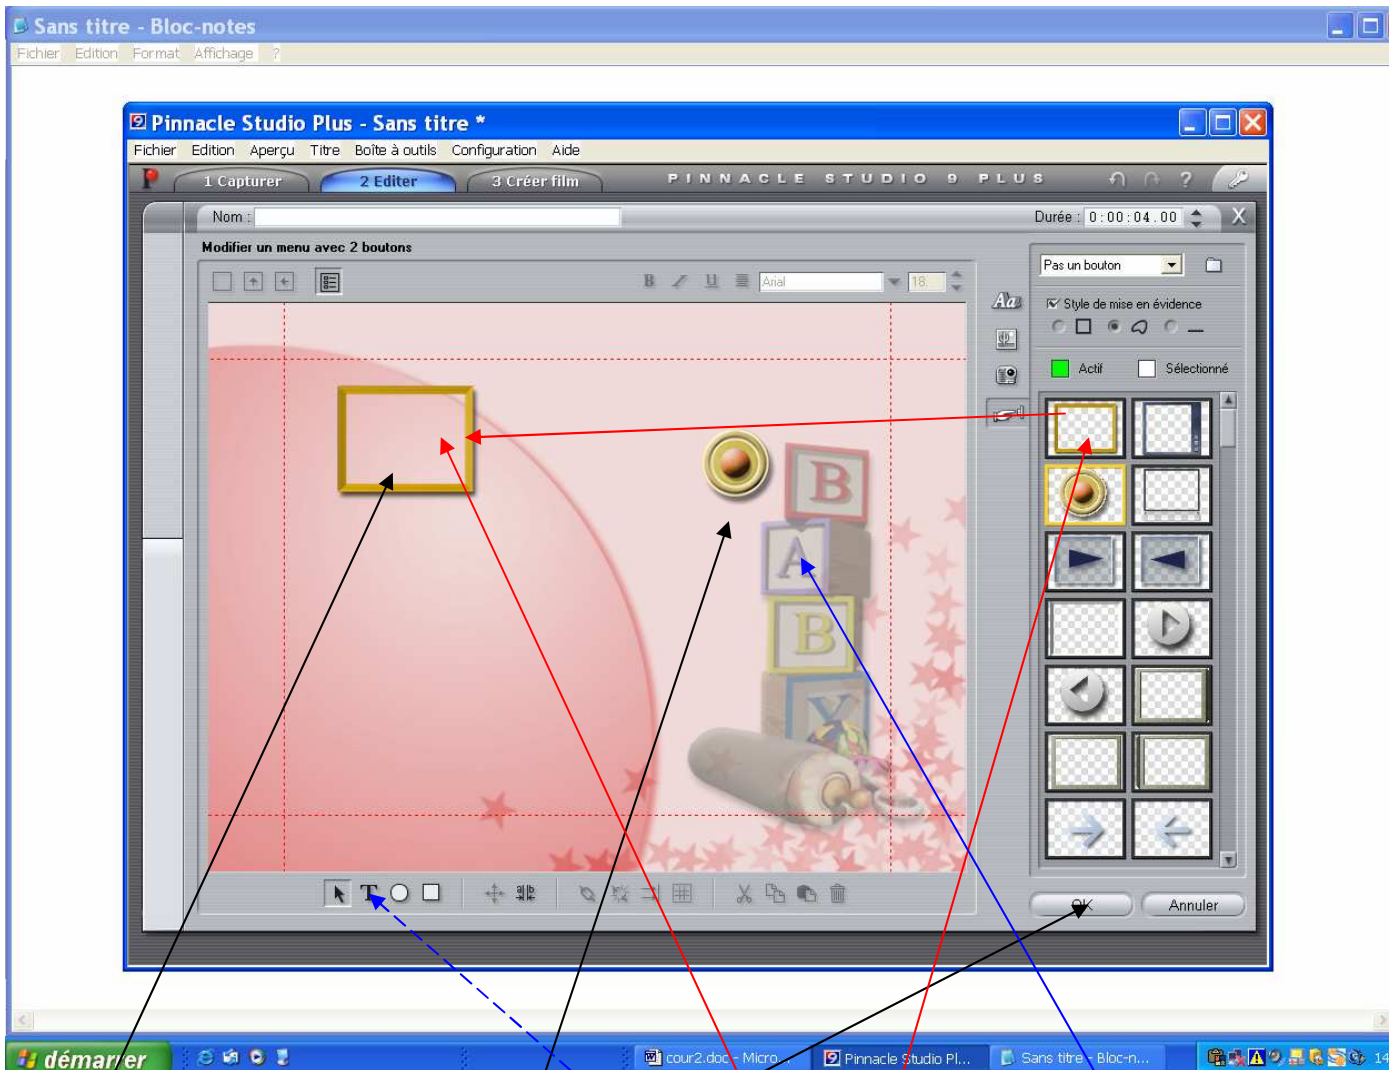 Sans titre - Bloc-notes
Fichier Edition Format Affichage ?
Pinnacle Studio Plus - Sans titre *
Fichier Edition Aperçu Titre Boîte à outils Configuration Aide
1 Capturer 2 Editer 3 Créer film PINNACLE STUDIO 9 PLUS ?
Nom : Durée : 0:00:04.00 X
Modifier un menu avec 2 boutons
Pas un bouton
B I U Arial 18.
Aa
Style de mise en évidence
Actif Sélectionné
B
A
B
Y
T
OK Annuler
démarrer cour2.doc - Micro... Pinnacle Studio Pl... Sans titre - Bloc-n... 14